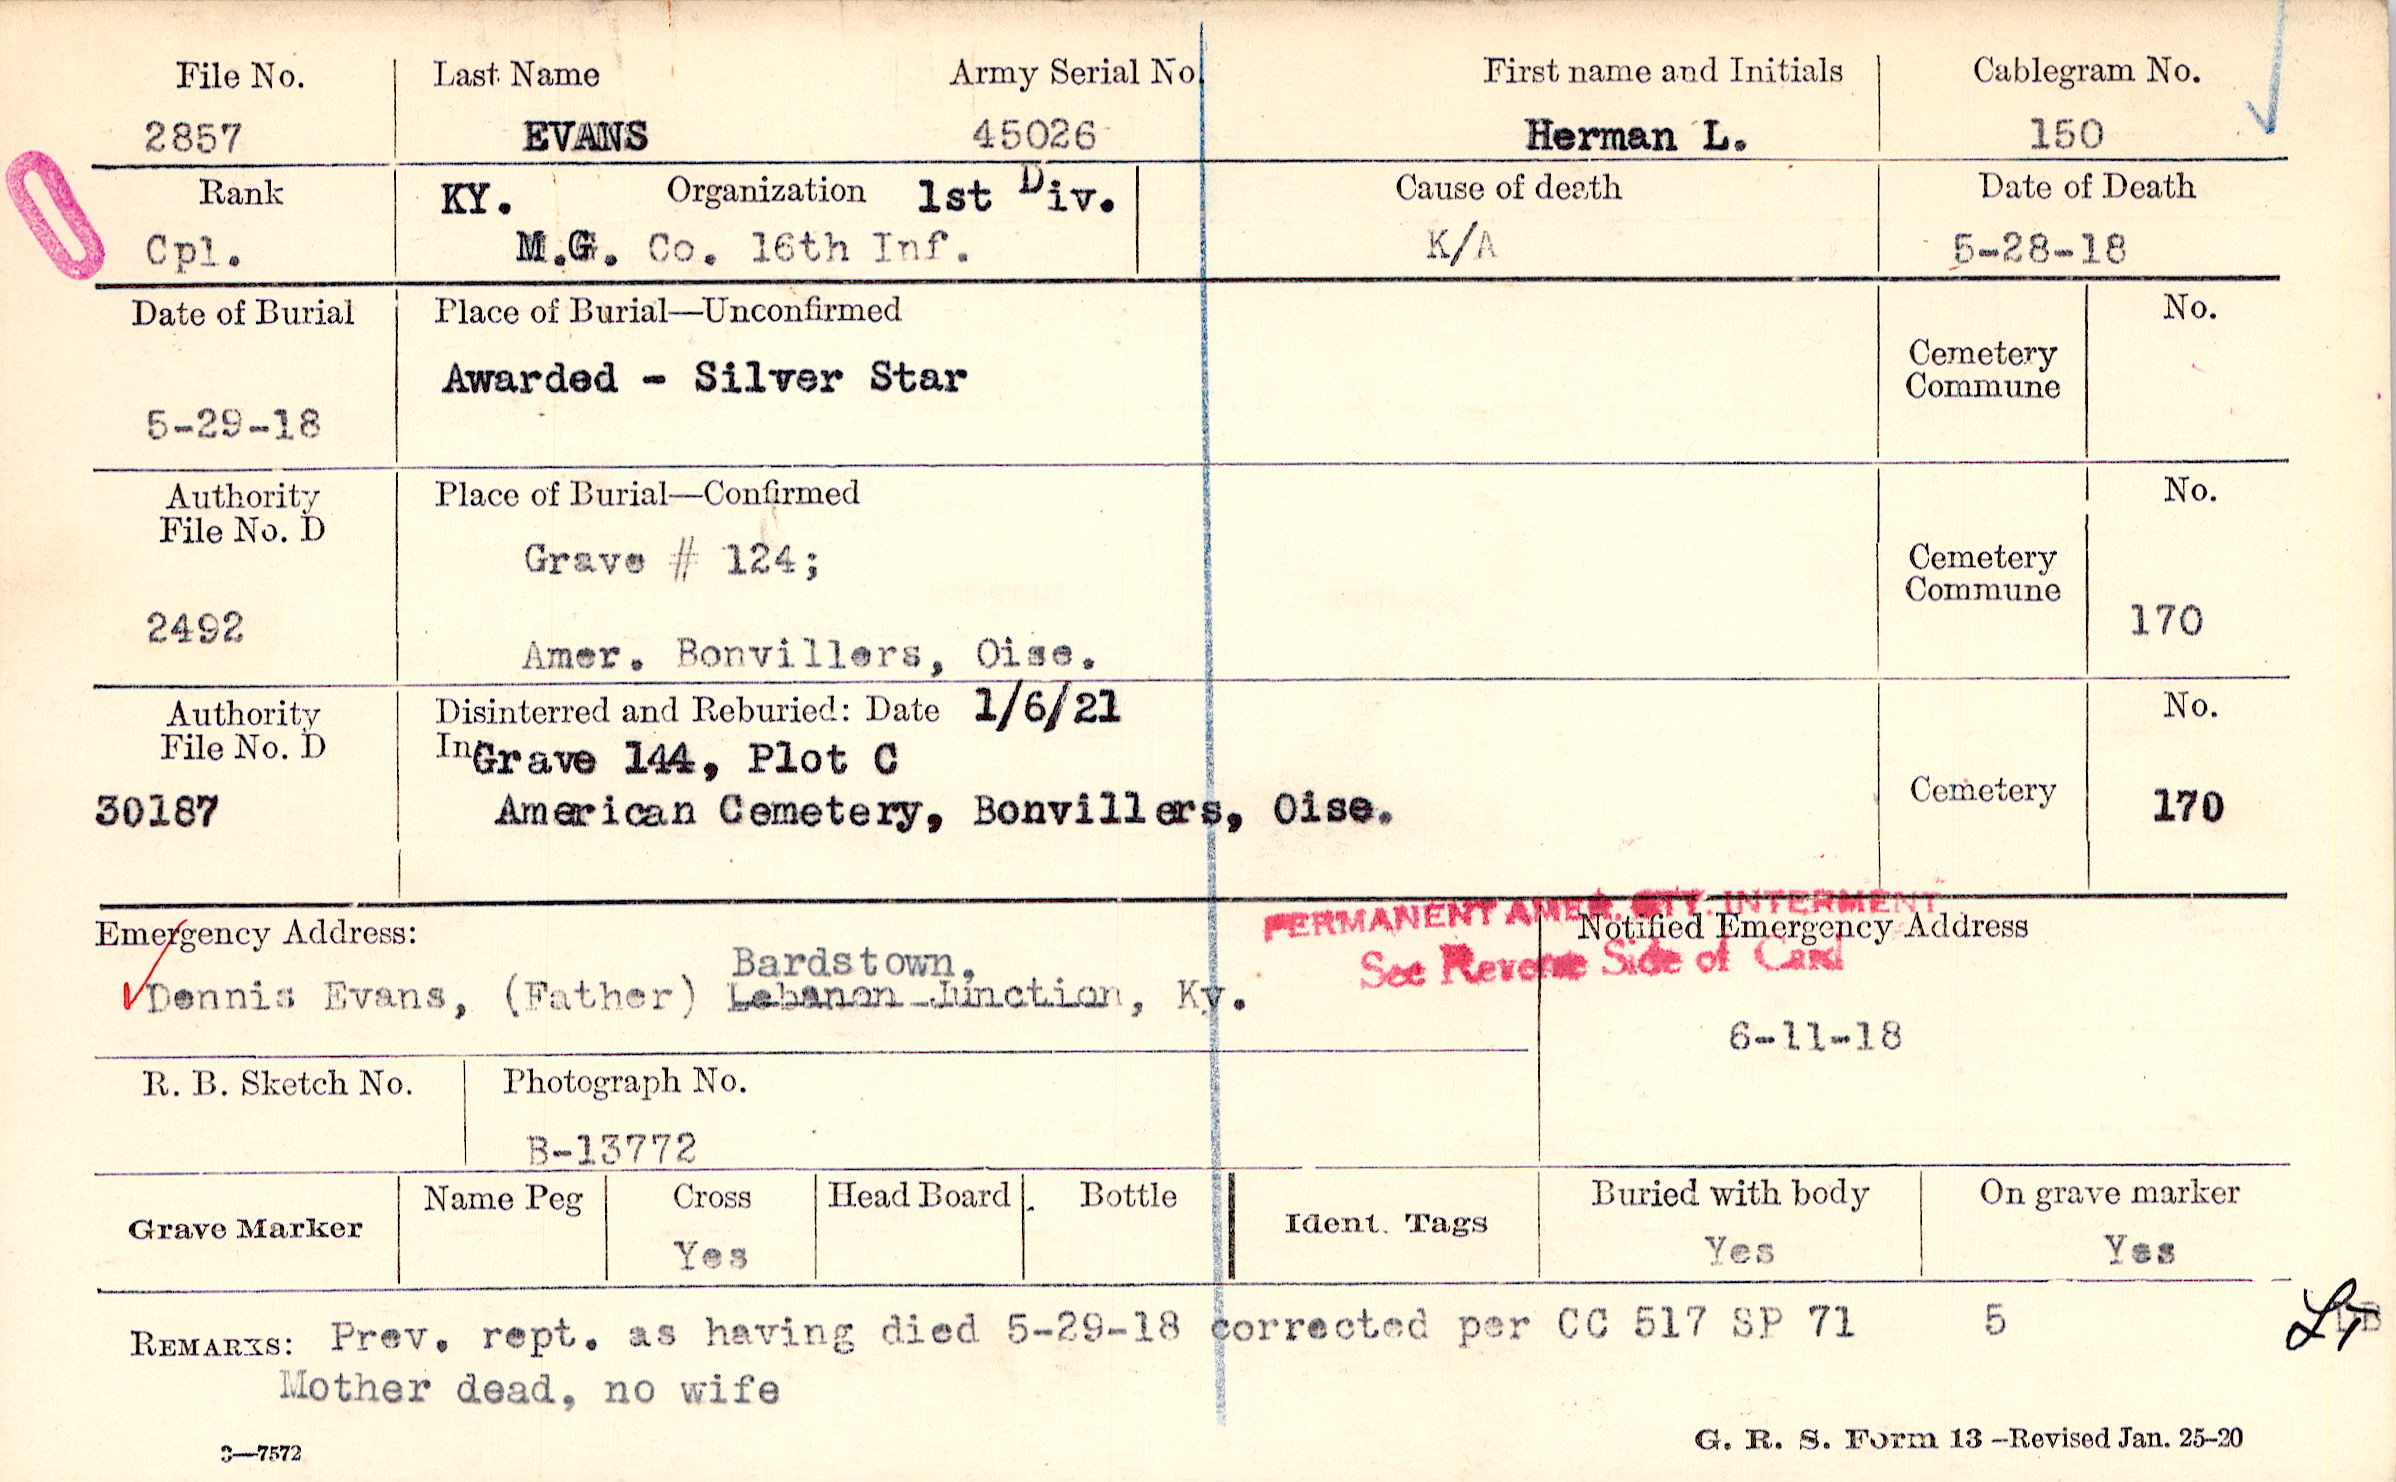 File No. Last Name Army Serial No. First name and Initials Cablegram No.
2857 EVANS 45026 Herman L. 150
Rank KY. Organization 1st Div. Cause of death Date of Death
Cpl. M.G. Co. 16th Inf. K/A 5-28-18
Date of Burial Place of Burial—Unconfirmed No.
Awarded - Silver Star Cemetery
Commune
5-29-18
Authority Place of Burial—Confirmed No.
File No. D
Grave # 124; Cemetery
Commune
2492 170
Amer. Bonvillers, Oise.
Authority Disinterred and Reburied: Date 1/6/21 No.
File No. D In Grave 144, Plot C
30187 American Cemetery, Bonvillers, Oise. Cemetery 170
PERMANENT AMER. CTY. INTERMENT
Emergency Address: Notified Emergency Address
See Reverse Side of Card
Bardstown,
Dennis Evans, (Father) Lebanon Junction, Ky.
6-11-18
R. B. Sketch No. Photograph No.
B-13772
Grave Marker Name Peg Cross Head Board Bottle Ident. Tags Buried with body On grave marker
Yes Yes Yes
REMARKS: Prev. rept. as having died 5-29-18 corrected per CC 517 SP 71 5
Mother dead, no wife
3—7572 G. R. S. Form 13 —Revised Jan. 25-20